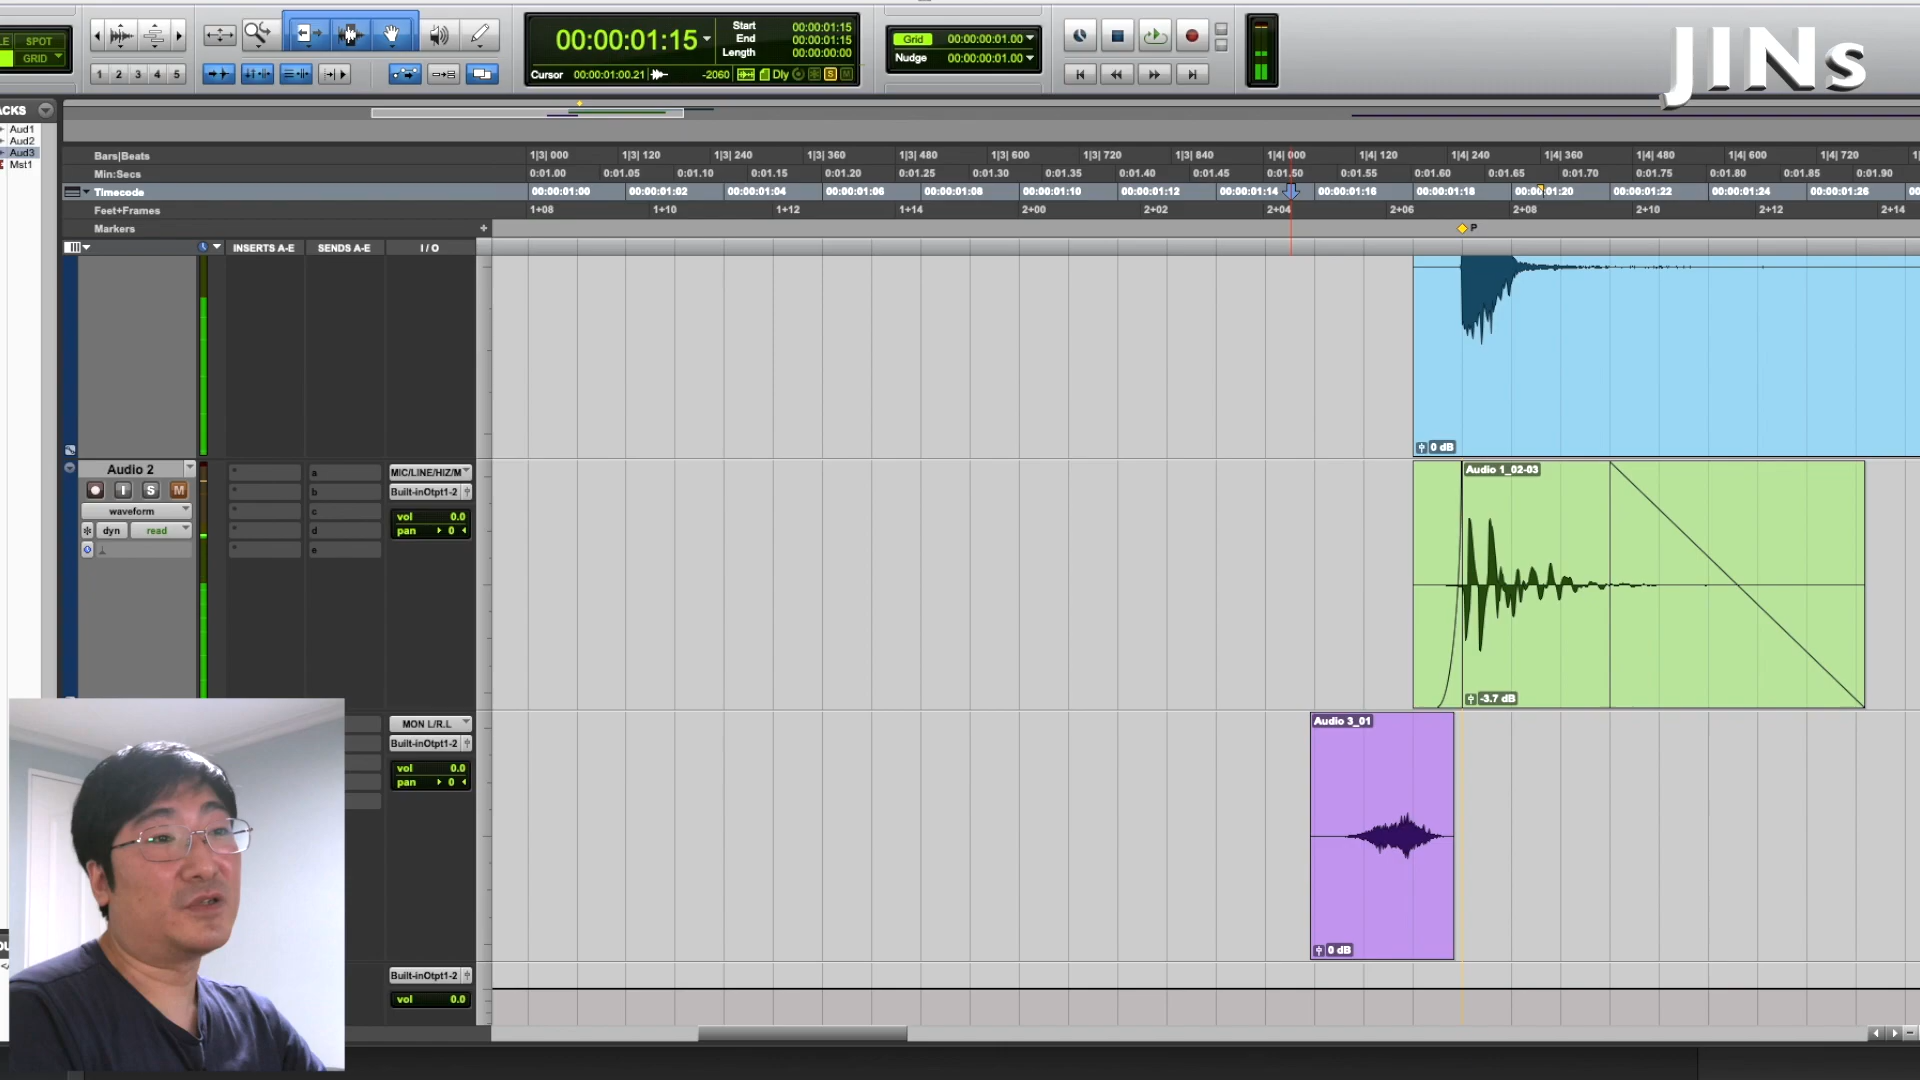 LE SPOT
GRID
1 2 3 4 5
00:00:01:15
Start 00:00:01:15
End 00:00:01:15
Length 00:00:00:00
Cursor 00:00:01:00.21 -2060 Dly S M
Grid 00:00:00:01.00
Nudge 00:00:00:01.00
JINs
ACKS
Aud1
Aud2
Aud3
Mst1
Bars|Beats 1|3| 000 1|3| 120 1|3| 240 1|3| 360 1|3| 480 1|3| 600 1|3| 720 1|3| 840 1|4| 000 1|4| 120 1|4| 240 1|4| 360 1|4| 480 1|4| 600 1|4| 720
Min:Secs 0:01.00 0:01.05 0:01.10 0:01.15 0:01.20 0:01.25 0:01.30 0:01.35 0:01.40 0:01.45 0:01.50 0:01.55 0:01.60 0:01.65 0:01.70 0:01.75 0:01.80 0:01.85 0:01.90
Timecode 00:00:01:00 00:00:01:02 00:00:01:04 00:00:01:06 00:00:01:08 00:00:01:10 00:00:01:12 00:00:01:14 00:00:01:16 00:00:01:18 00:00:01:20 00:00:01:22 00:00:01:24 00:00:01:26
Feet+Frames 1+08 1+10 1+12 1+14 2+00 2+02 2+04 2+06 2+08 2+10 2+12 2+14
Markers P
INSERTS A-E SENDS A-E I / O
0 dB
Audio 2 a MIC/LINE/HIZ/M
I S M b Built-inOtpt1-2
waveform c vol 0.0
dyn read d pan 0
e
Audio 1_02-03
-3.7 dB
MON L/R.L
Built-inOtpt1-2
vol 0.0
pan 0
Audio 3_01
0 dB
Built-inOtpt1-2
vol 0.0